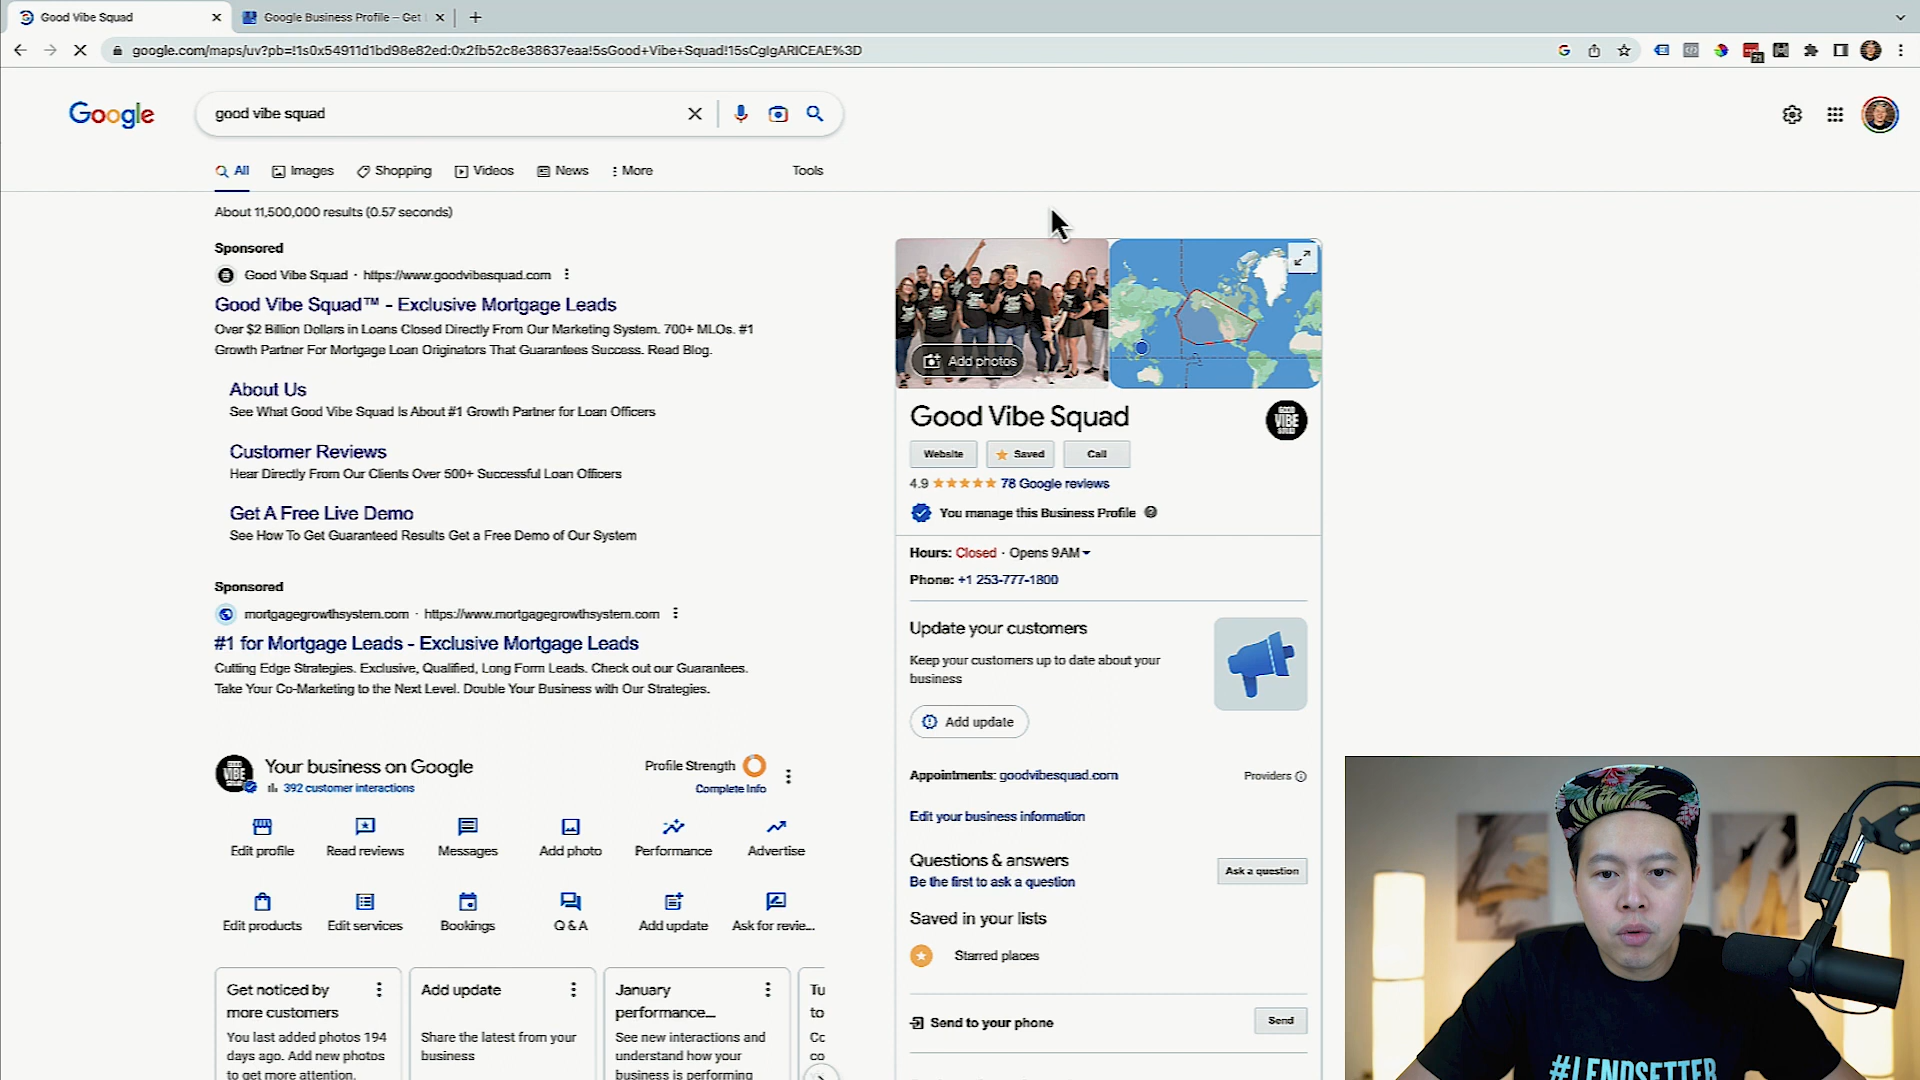 Good Vibe Squad
Google Business Profile – Get
google.com/maps/uv?pb=!1s0x54911d1bd98e82ed:0x2fb52c8e38637eaa!5sGood+Vibe+Squad!15sCgIgARICEAE%3D
Google
good vibe squad
All
Images
Shopping
Videos
News
More
Tools
About 11,500,000 results (0.57 seconds)
Sponsored
Good Vibe Squad · https://www.goodvibesquad.com
Good Vibe Squad™ - Exclusive Mortgage Leads
Over $2 Billion Dollars in Loans Closed Directly From Our Marketing System. 700+ MLOs. #1
Growth Partner For Mortgage Loan Originators That Guarantees Success. Read Blog.
About Us
See What Good Vibe Squad Is About #1 Growth Partner for Loan Officers
Customer Reviews
Hear Directly From Our Clients Over 500+ Successful Loan Officers
Get A Free Live Demo
See How To Get Guaranteed Results Get a Free Demo of Our System
Sponsored
mortgagegrowthsystem.com · https://www.mortgagegrowthsystem.com
#1 for Mortgage Leads - Exclusive Mortgage Leads
Cutting Edge Strategies. Exclusive, Qualified, Long Form Leads. Check out our Guarantees.
Take Your Co-Marketing to the Next Level. Double Your Business with Our Strategies.
Your business on Google
392 customer interactions
Profile Strength
Complete Info
Edit profile
Read reviews
Messages
Add photo
Performance
Advertise
Edit products
Edit services
Bookings
Q & A
Add update
Ask for revie...
Get noticed by
more customers
You last added photos 194
days ago. Add new photos
to get more attention.
Add update
Share the latest from your
business
January
performance...
See new interactions and
understand how your
business is performing
Tu
to
Co
co
Add photos
Good Vibe Squad
GOOD
VIBE
SQUAD
Website
Saved
Call
4.9
78 Google reviews
You manage this Business Profile
Hours: Closed · Opens 9AM
Phone: +1 253-777-1800
Update your customers
Keep your customers up to date about your
business
Add update
Appointments: goodvibesquad.com
Providers
Edit your business information
Questions & answers
Be the first to ask a question
Ask a question
Saved in your lists
Starred places
Send to your phone
Send
#LENDSETTER